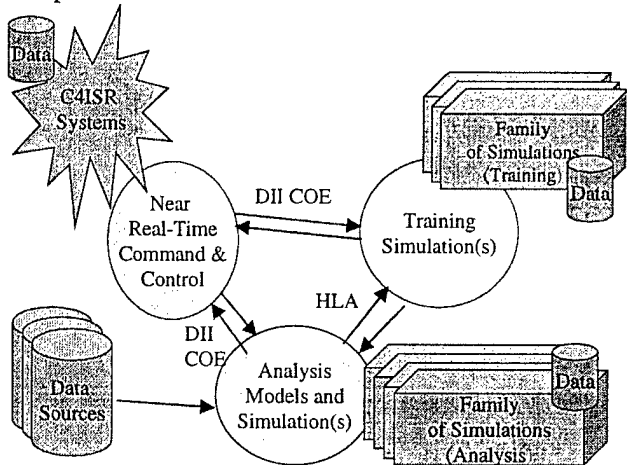 Data
C4ISR
Systems
Family
of Simulations
(Training)
Data
Near
Real-Time
Command &
Control
DII COE
Training
Simulation(s)
HLA
DII
COE
Data
Sources
Analysis
Models and
Simulation(s)
Data
Family
of Simulations
(Analysis)